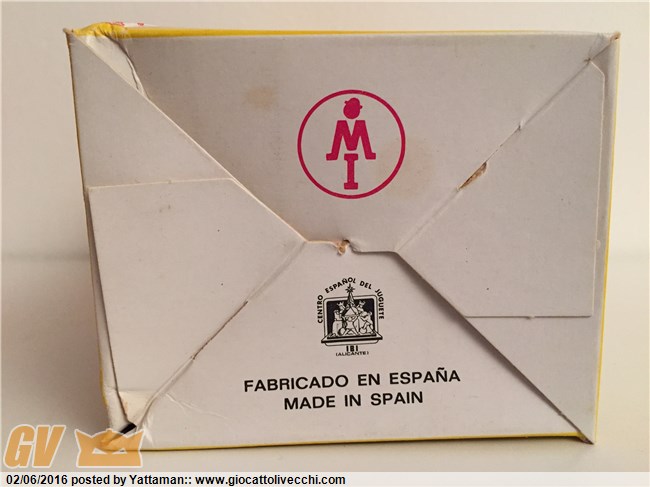 M
I
CENTRO ESPAÑOL DEL JUGUETE
IBI
(ALICANTE)
FABRICADO EN ESPAÑA
MADE IN SPAIN
GV
02/06/2016 posted by Yattaman:: www.giocattolivecchi.com